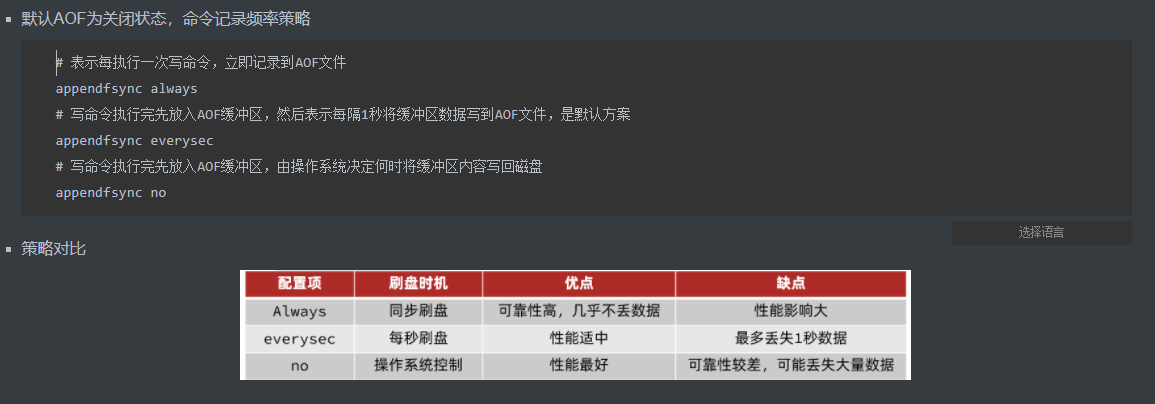 默认AOF为关闭状态，命令记录频率策略
# 表示每执行一次写命令，立即记录到AOF文件
appendfsync always
# 写命令执行完先放入AOF缓冲区，然后表示每隔1秒将缓冲区数据写到AOF文件，是默认方案
appendfsync everysec
# 写命令执行完先放入AOF缓冲区，由操作系统决定何时将缓冲区内容写回磁盘
appendfsync no
选择语言
策略对比
配置项 刷盘时机 优点 缺点
Always 同步刷盘 可靠性高，几乎不丢数据 性能影响大
everysec 每秒刷盘 性能适中 最多丢失1秒数据
no 操作系统控制 性能最好 可靠性较差，可能丢失大量数据